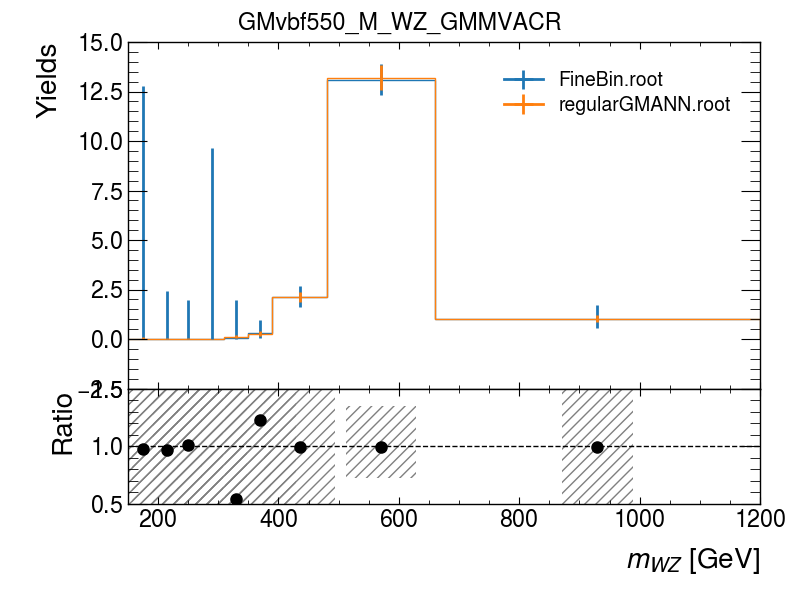 GMvbf550_M_WZ_GMMVACR
Yields
15.0
12.5
10.0
7.5
5.0
2.5
0.0
−2.5
FineBin.root
regularGMANN.root
Ratio
1.5
1.0
0.5
200
400
600
800
1000
1200
mWZ [GeV]